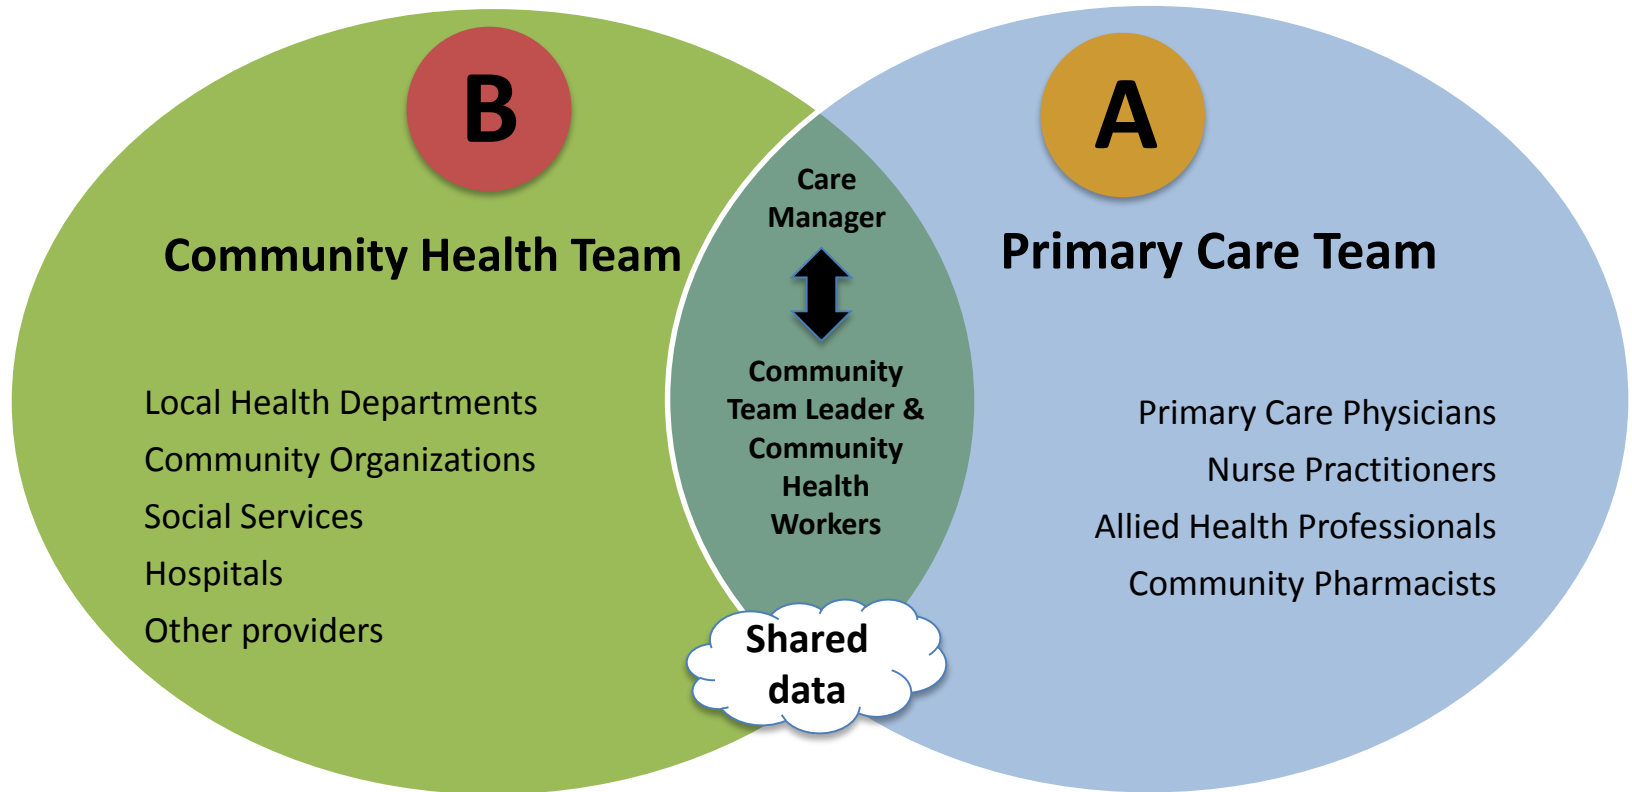 B
Community Health Team
Local Health Departments
Community Organizations
Social Services
Hospitals
Other providers
Care
Manager
Community
Team Leader &
Community
Health
Workers
Shared
data
A
Primary Care Team
Primary Care Physicians
Nurse Practitioners
Allied Health Professionals
Community Pharmacists